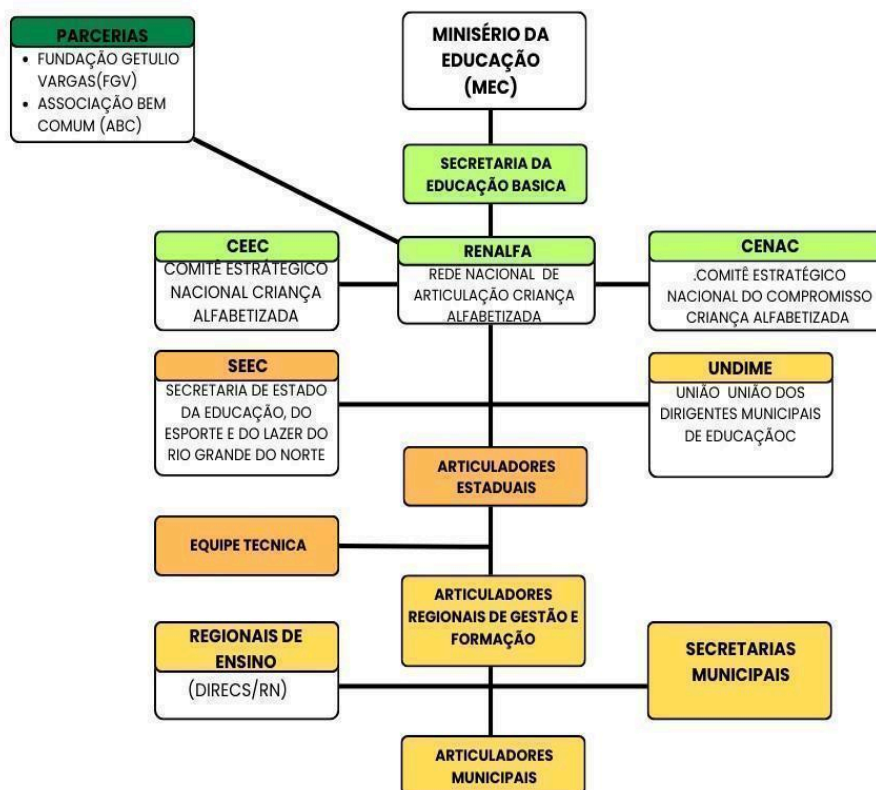 PARCERIAS
• FUNDAÇÃO GETULIO
VARGAS(FGV)
• ASSOCIAÇÃO BEM
COMUM (ABC)
MINISÉRIO DA
EDUCAÇÃO
(MEC)
SECRETARIA DA
EDUCAÇÃO BASICA
CEEC
COMITÊ ESTRÁTEGICO
NACIONAL CRIANÇA
ALFABETIZADA
RENALFA
REDE NACIONAL DE
ARTICULAÇÃO CRIANÇA
ALFABETIZADA
CENAC
.COMITÊ ESTRATÉGICO
NACIONAL DO COMPROMISSO
CRIANÇA ALFABETIZADA
SEEC
SECRETARIA DE ESTADO
DA EDUCAÇÃO, DO
ESPORTE E DO LAZER DO
RIO GRANDE DO NORTE
UNDIME
UNIÃO UNIÃO DOS
DIRIGENTES MUNICIPAIS
DE EDUCAÇÃOC
ARTICULADORES
ESTADUAIS
EQUIPE TECNICA
ARTICULADORES
REGIONAIS DE GESTÃO E
FORMAÇÃO
REGIONAIS DE
ENSINO
(DIRECS/RN)
SECRETARIAS
MUNICIPAIS
ARTICULADORES
MUNICIPAIS